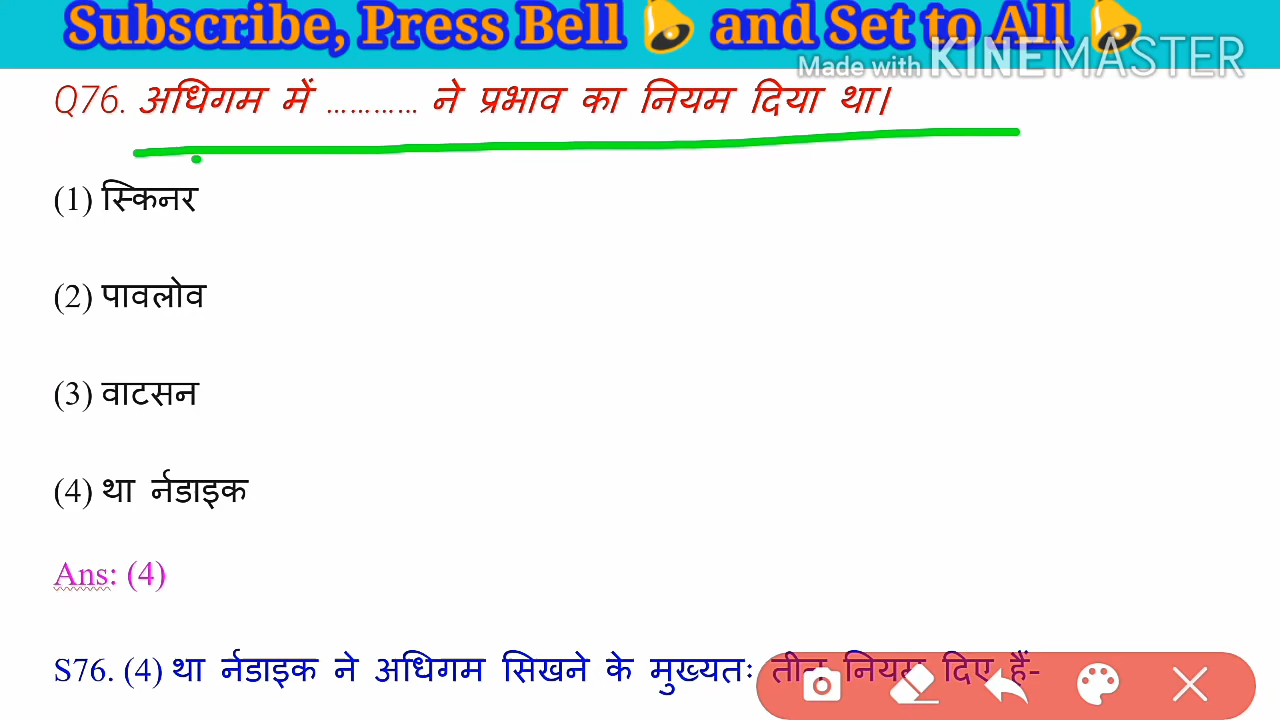 Subscribe, Press Bell and Set to All
Made with KINEMASTER
Q76. अधिगम में ............ ने प्रभाव का नियम दिया था।
(1) स्किनर
(2) पावलोव
(3) वाटसन
(4) था र्नडाइक
Ans: (4)
S76. (4) था र्नडाइक ने अधिगम सिखने के मुख्यतः तीन नियम दिए हैं-